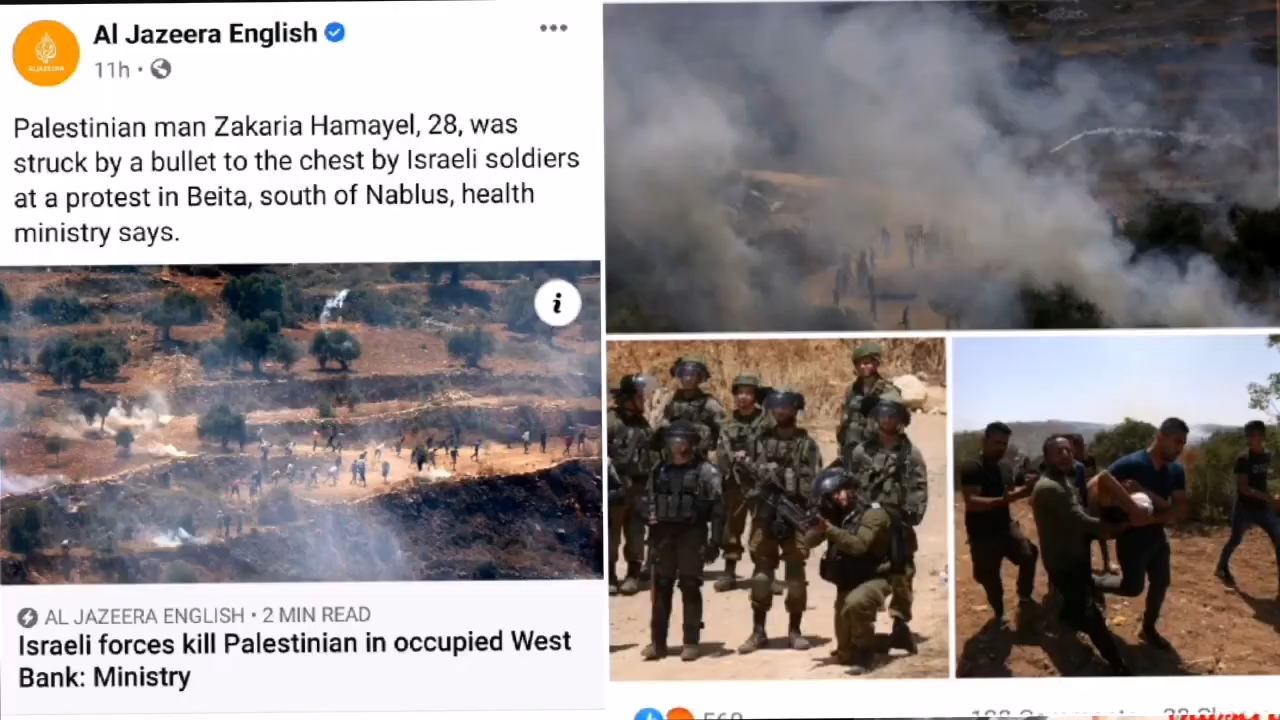 Al Jazeera English
11h
Palestinian man Zakaria Hamayel, 28, was
struck by a bullet to the chest by Israeli soldiers
at a protest in Beita, south of Nablus, health
ministry says.
i
AL JAZEERA ENGLISH • 2 MIN READ
Israeli forces kill Palestinian in occupied West
Bank: Ministry